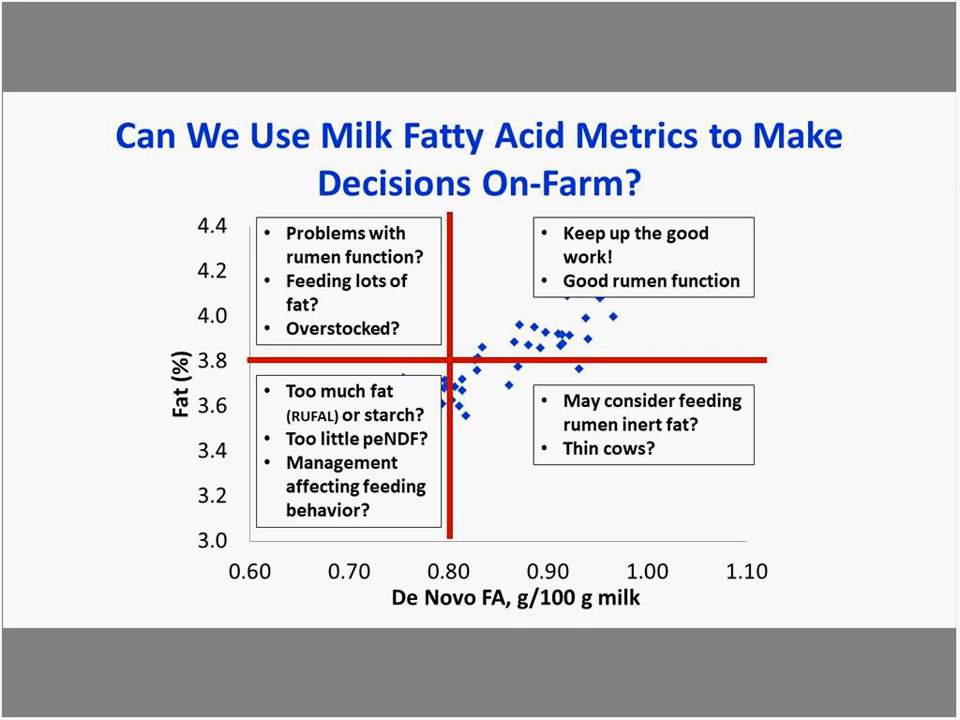 Can We Use Milk Fatty Acid Metrics to Make
Decisions On-Farm?
4.4
4.2
4.0
3.8
3.6
3.4
3.2
3.0
Fat (%)
• Problems with
rumen function?
• Feeding lots of
fat?
• Overstocked?
• Keep up the good
work!
• Good rumen function
• Too much fat
(RUFAL) or starch?
• Too little peNDF?
• Management
affecting feeding
behavior?
• May consider feeding
rumen inert fat?
• Thin cows?
0.60 0.70 0.80 0.90 1.00 1.10
De Novo FA, g/100 g milk